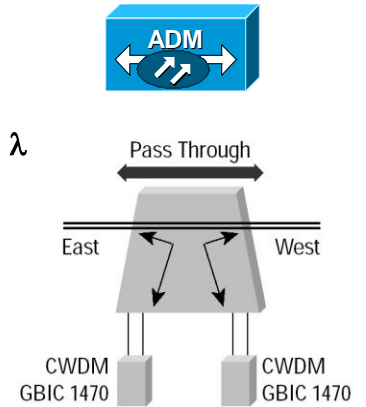 ADM
λ
Pass Through
East
West
CWDM
GBIC 1470
CWDM
GBIC 1470